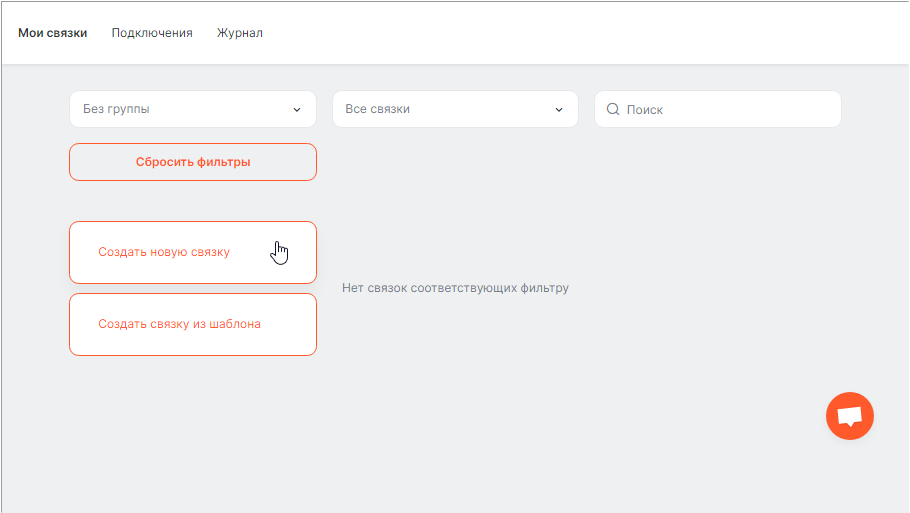 Мои связки
Подключения
Журнал
Без группы
Все связки
Поиск
Сбросить фильтры
Создать новую связку
Нет связок соответствующих фильтру
Создать связку из шаблона